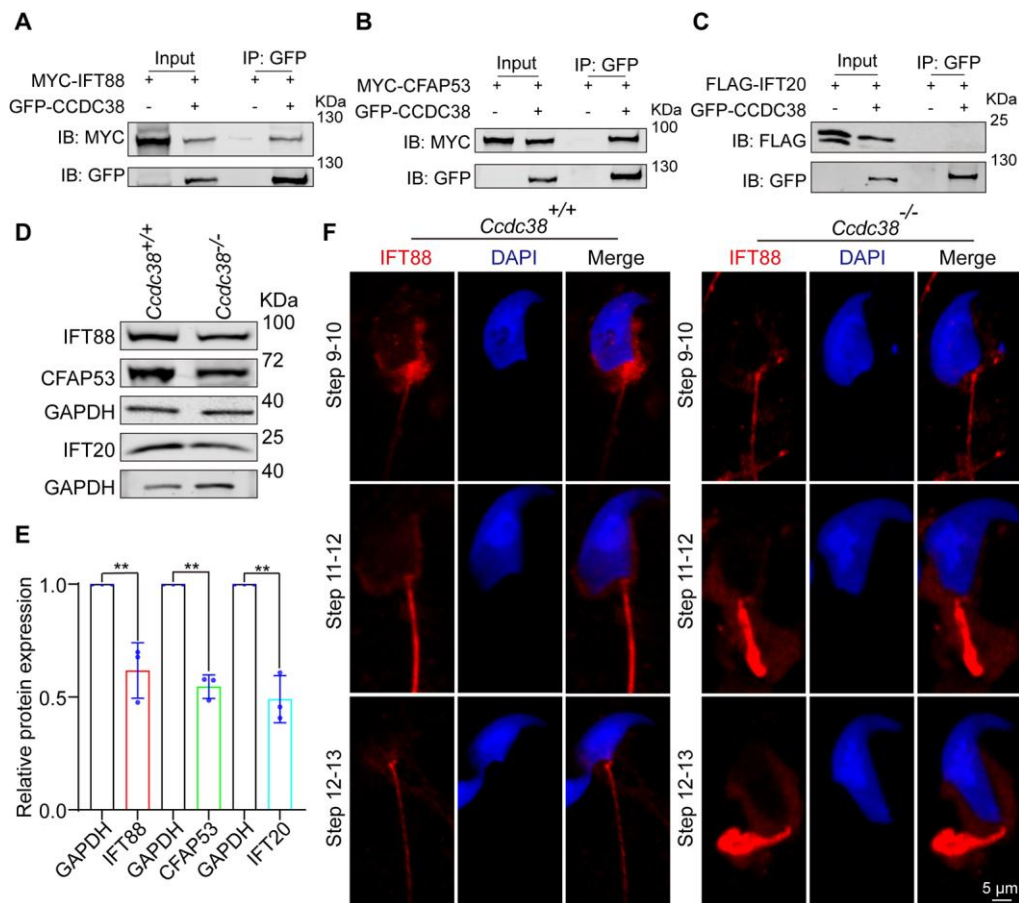 A
Input IP: GFP
MYC-IFT88 + + + +
GFP-CCDC38 - + - +
KDa
130
IB: MYC
130
IB: GFP
B
Input IP: GFP
MYC-CFAP53 + + + +
GFP-CCDC38 - + - +
KDa
100
IB: MYC
130
IB: GFP
C
Input IP: GFP
FLAG-IFT20 + + + +
GFP-CCDC38 - + - +
KDa
25
IB: FLAG
130
IB: GFP
D
Ccdc38+/+ Ccdc38-/-
KDa
100
IFT88
72
CFAP53
40
GAPDH
25
IFT20
40
GAPDH
E
Relative protein expression
1.0
0.5
0.0
** ** **
GAPDH IFT88 GAPDH CFAP53 GAPDH IFT20
F
Ccdc38+/+
IFT88 DAPI Merge
Step 9-10
Step 11-12
Step 12-13
Ccdc38-/-
IFT88 DAPI Merge
Step 9-10
Step 11-12
Step 12-13
5 µm